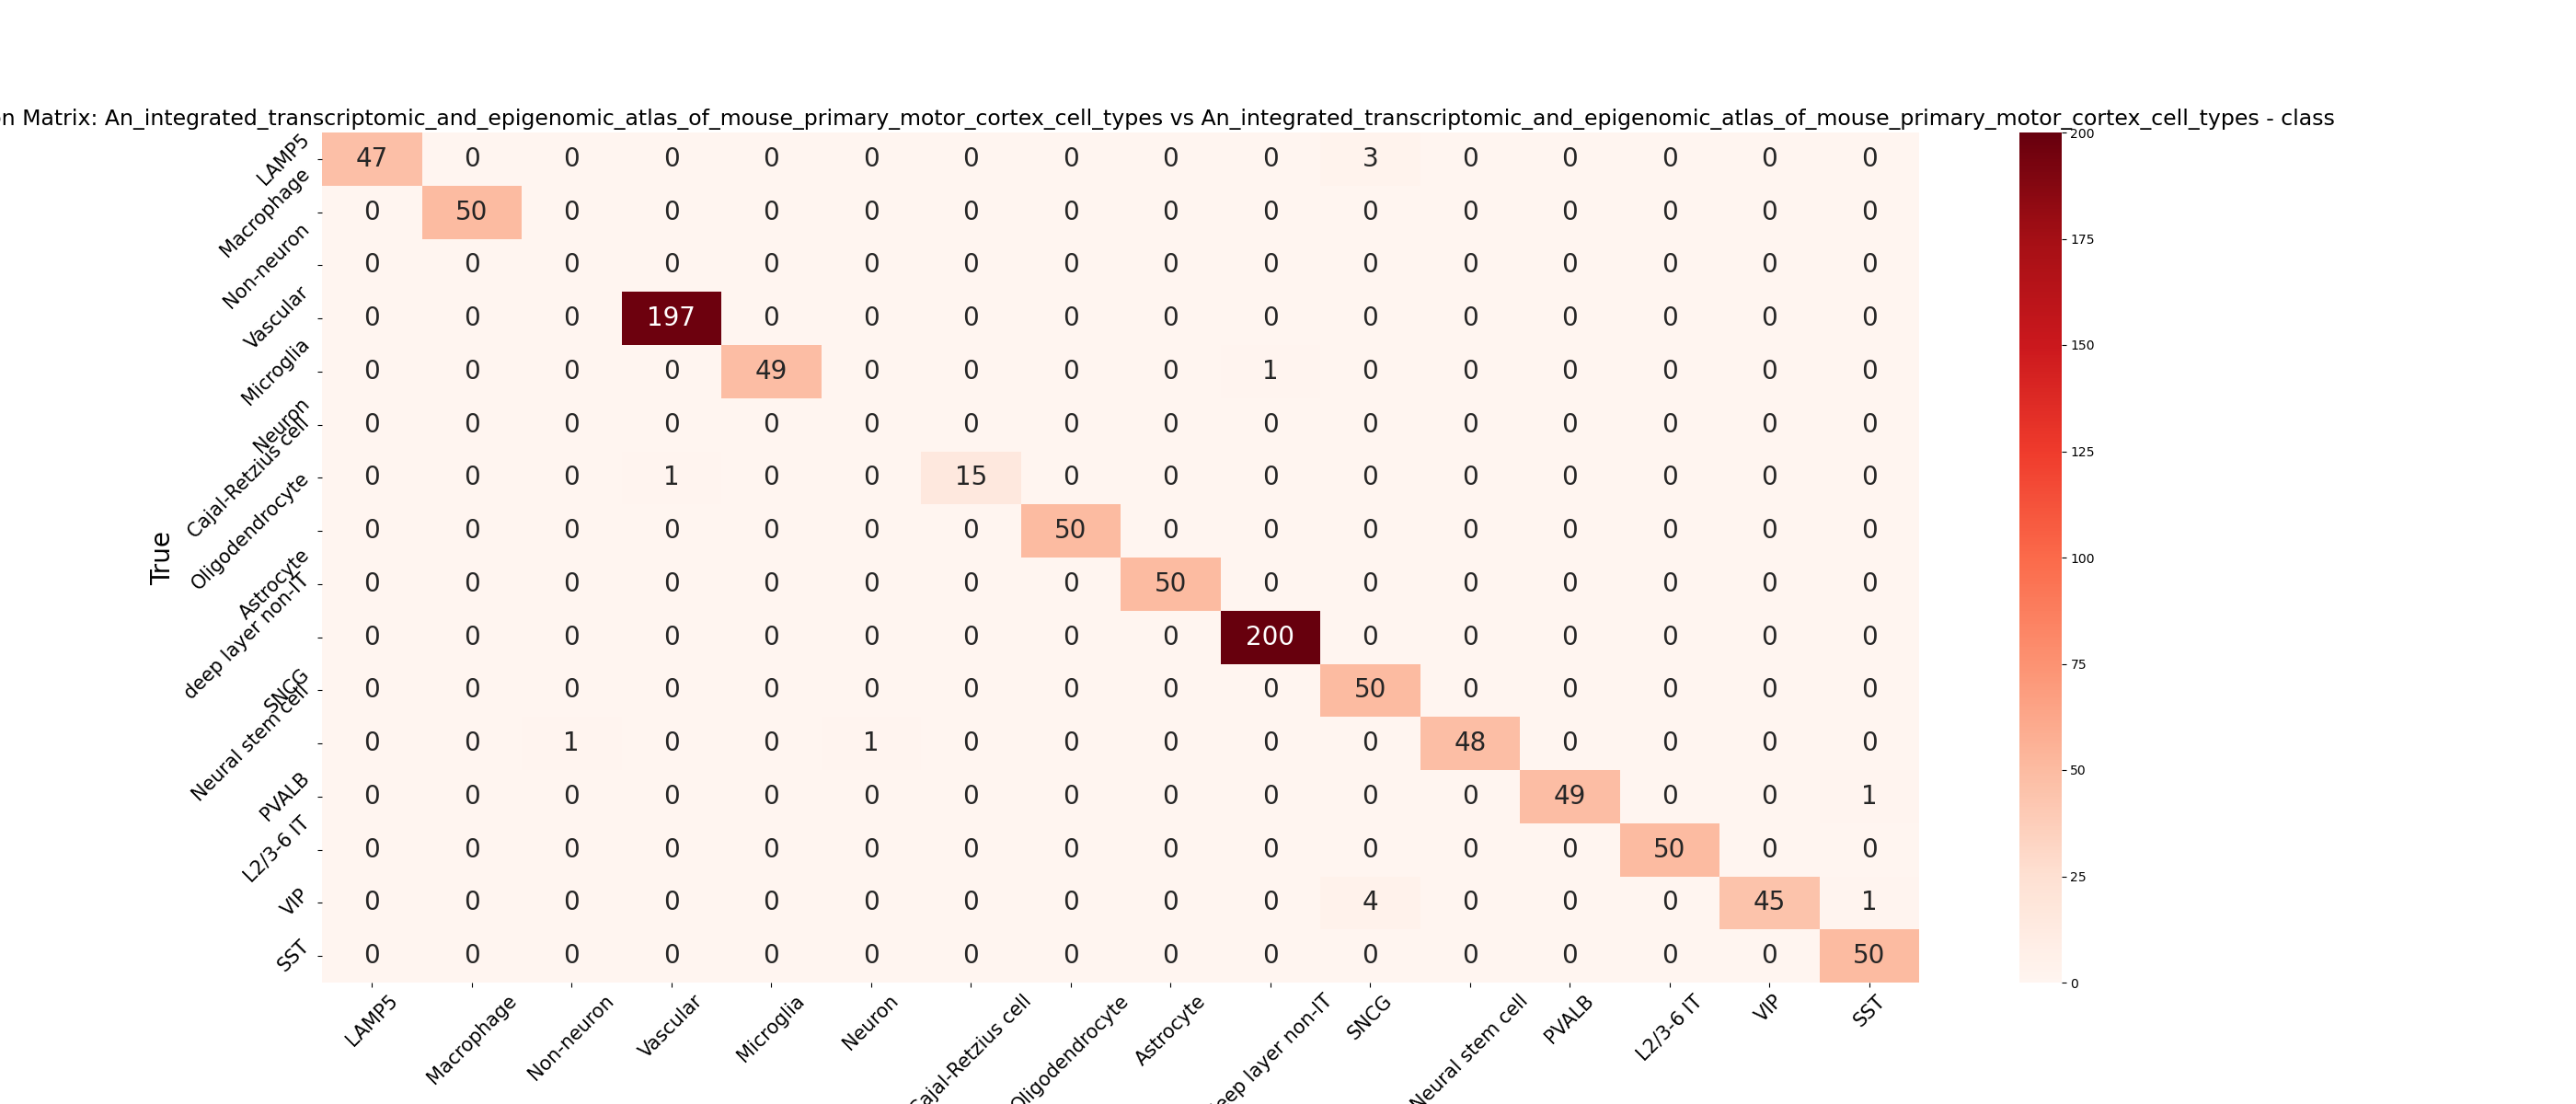 n Matrix: An_integrated_transcriptomic_and_epigenomic_atlas_of_mouse_primary_motor_cortex_cell_types vs An_integrated_transcriptomic_and_epigenomic_atlas_of_mouse_primary_motor_cortex_cell_types - class
LAMP5 47 0 0 0 0 0 0 0 0 0 3 0 0 0 0 0
Macrophage 0 50 0 0 0 0 0 0 0 0 0 0 0 0 0 0
Non-neuron 0 0 0 0 0 0 0 0 0 0 0 0 0 0 0 0
Vascular 0 0 0 197 0 0 0 0 0 0 0 0 0 0 0 0
Microglia 0 0 0 0 49 0 0 0 0 1 0 0 0 0 0 0
Neuron 0 0 0 0 0 0 0 0 0 0 0 0 0 0 0 0
Cajal-Retzius cell 0 0 0 1 0 0 15 0 0 0 0 0 0 0 0 0
Oligodendrocyte 0 0 0 0 0 0 0 50 0 0 0 0 0 0 0 0
Astrocyte 0 0 0 0 0 0 0 0 50 0 0 0 0 0 0 0
deep layer non-IT 0 0 0 0 0 0 0 0 0 200 0 0 0 0 0 0
SNCG 0 0 0 0 0 0 0 0 0 0 50 0 0 0 0 0
Neural stem cell 0 0 1 0 0 1 0 0 0 0 0 48 0 0 0 0
PVALB 0 0 0 0 0 0 0 0 0 0 0 0 49 0 0 1
L2/3-6 IT 0 0 0 0 0 0 0 0 0 0 0 0 0 50 0 0
VIP 0 0 0 0 0 0 0 0 0 0 4 0 0 0 45 1
SST 0 0 0 0 0 0 0 0 0 0 0 0 0 0 0 50
True
LAMP5
Macrophage
Non-neuron
Vascular
Microglia
Neuron
Cajal-Retzius cell
Oligodendrocyte
Astrocyte
deep layer non-IT
SNCG
Neural stem cell
PVALB
L2/3-6 IT
VIP
SST
200
175
150
125
100
75
50
25
0